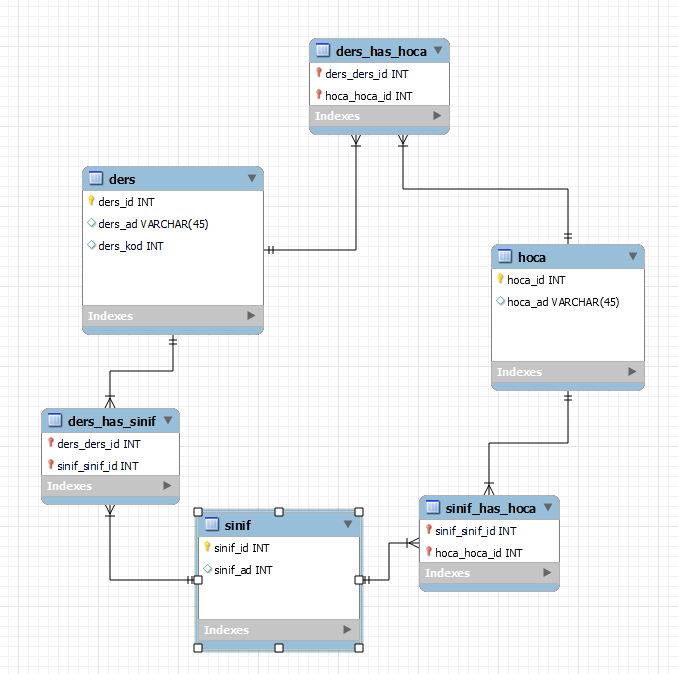 ders_has_hoca
ders_ders_id INT
hoca_hoca_id INT
Indexes
ders
ders_id INT
ders_ad VARCHAR(45)
ders_kod INT
Indexes
hoca
hoca_id INT
hoca_ad VARCHAR(45)
Indexes
ders_has_sinif
ders_ders_id INT
sinif_sinif_id INT
Indexes
sinif
sinif_id INT
sinif_ad INT
Indexes
sinif_has_hoca
sinif_sinif_id INT
hoca_hoca_id INT
Indexes